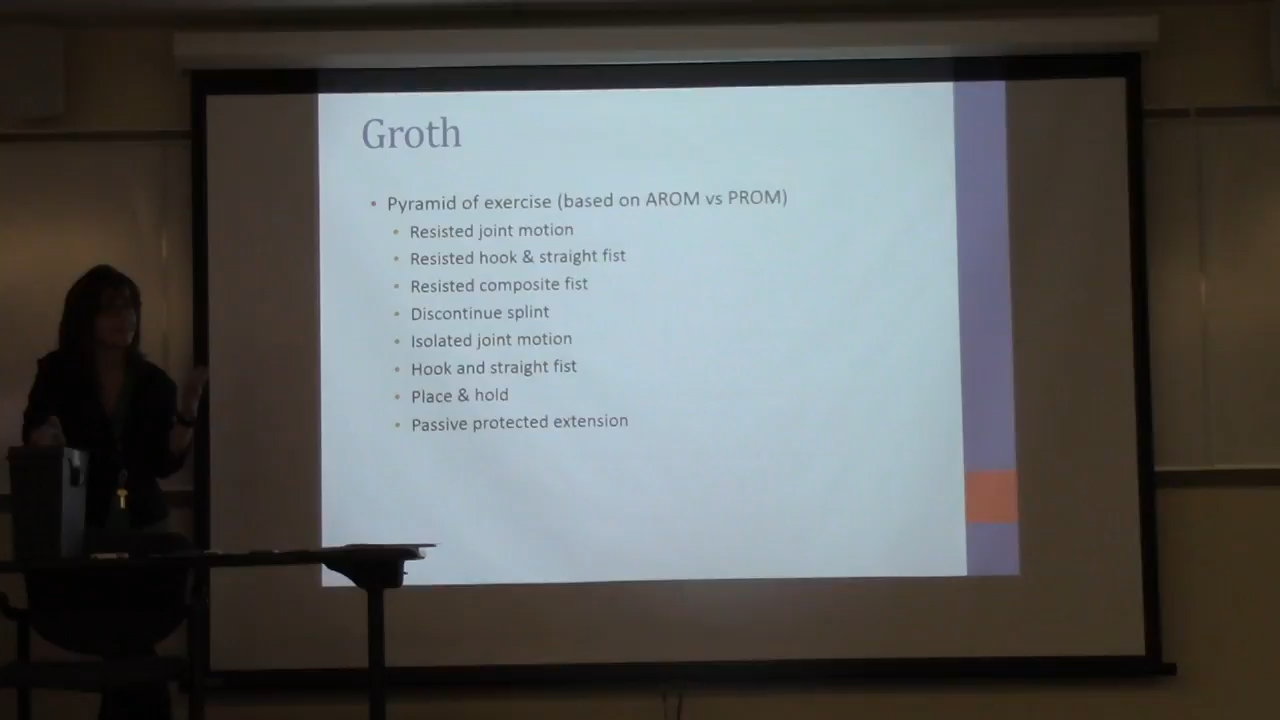 Groth
• Pyramid of exercise (based on AROM vs PROM)
• Resisted joint motion
• Resisted hook & straight fist
• Resisted composite fist
• Discontinue splint
• Isolated joint motion
• Hook and straight fist
• Place & hold
• Passive protected extension